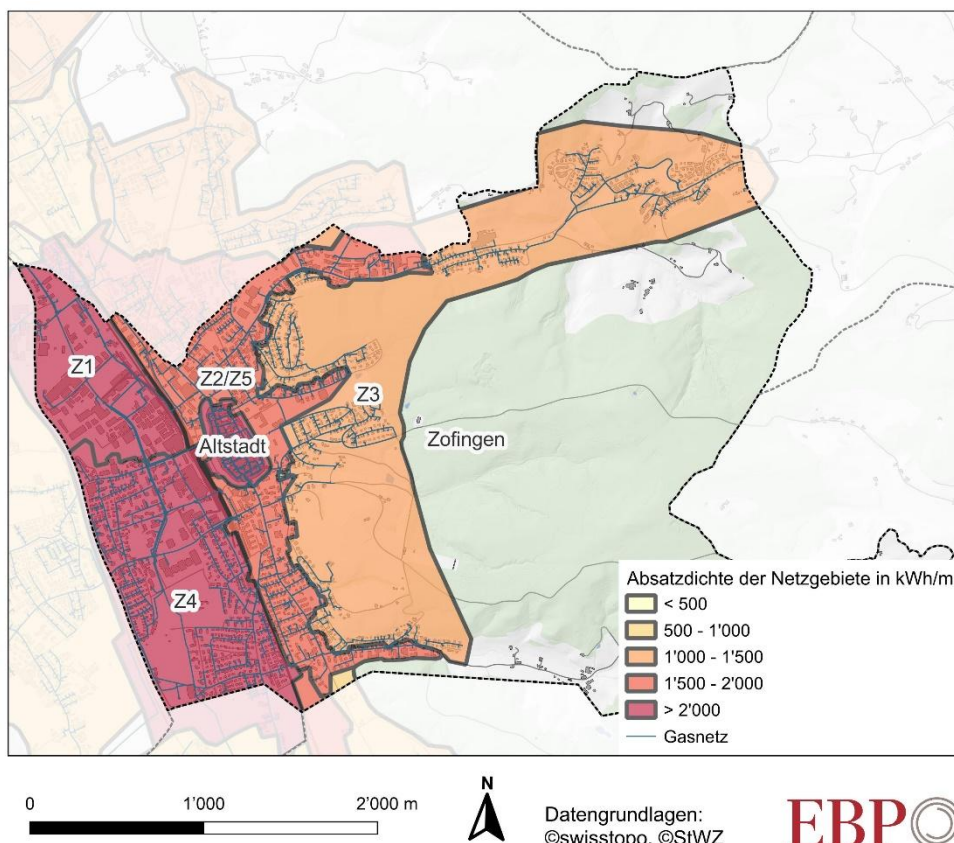 Z1
Z2/Z5
Z3
Altstadt
Zofingen
Z4
Absatzdichte der Netzgebiete in kWh/m
< 500
500 - 1'000
1'000 - 1'500
1'500 - 2'000
> 2'000
Gasnetz
0 1'000 2'000 m
N
Datengrundlagen:
©swisstopo, ©StWZ
EBP